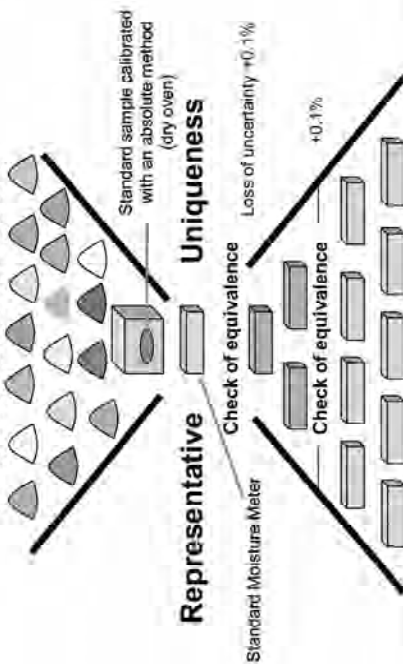 Standard sample calibrated
with an absolute method
(dry oven)
Representative
Uniqueness
Standard Moisture Meter
Check of equivalence
Loss of uncertainty +0.1%
Check of equivalence
+0.1%